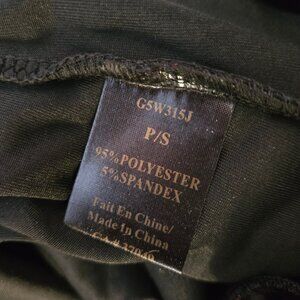 G5W315J
P/S
95%POLYESTER
5%SPANDEX
Fait En Chine/
Made In China